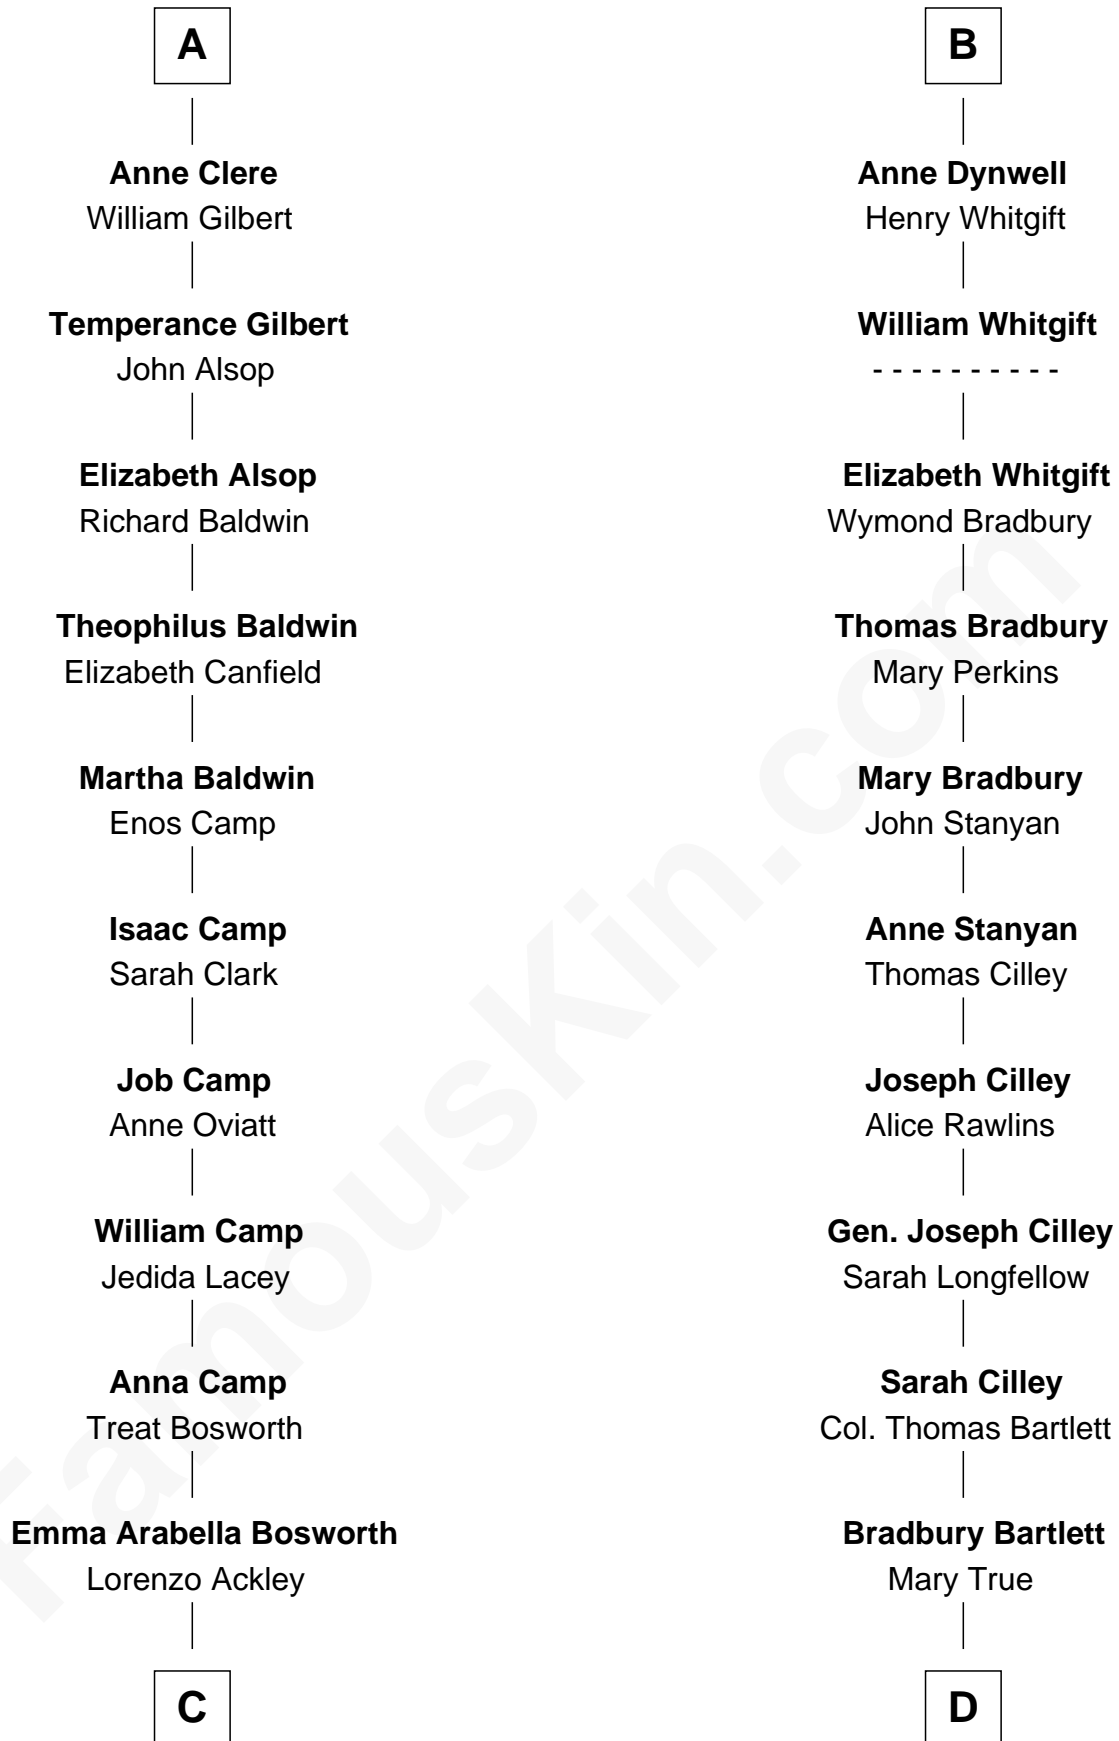 A
Anne Clere
William Gilbert
Temperance Gilbert
John Alsop
Elizabeth Alsop
Richard Baldwin
Theophilus Baldwin
Elizabeth Canfield
Martha Baldwin
Enos Camp
Isaac Camp
Sarah Clark
Job Camp
Anne Oviatt
William Camp
Jedida Lacey
Anna Camp
Treat Bosworth
Emma Arabella Bosworth
Lorenzo Ackley
C
B
Anne Dynwell
Henry Whitgift
William Whitgift
- - - - - - - - - -
Elizabeth Whitgift
Wymond Bradbury
Thomas Bradbury
Mary Perkins
Mary Bradbury
John Stanyan
Anne Stanyan
Thomas Cilley
Joseph Cilley
Alice Rawlins
Gen. Joseph Cilley
Sarah Longfellow
Sarah Cilley
Col. Thomas Bartlett
Bradbury Bartlett
Mary True
D
FamousKin.com